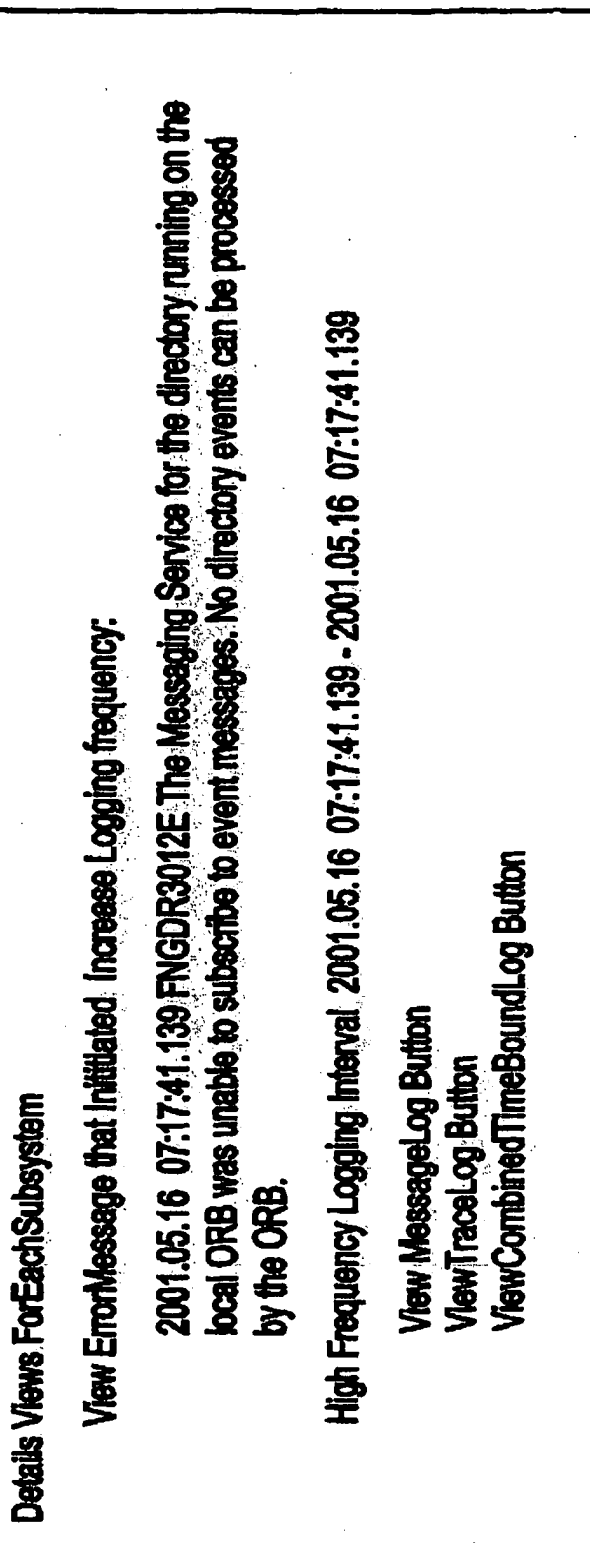 Details Views ForEachSubsystem
View ErrorMessage that Inititiated Increase Logging frequency:
2001.05.16 07:17:41.139 FNGDR3012E The Messaging Service for the directory running on the
local ORB was unable to subscribe to event messages. No directory events can be processed
by the ORB.
High Frequency Logging Interval 2001.05.16 07:17:41.139 - 2001.05.16 07:17:41.139
View MessageLog Button
ViewTraceLog Button
ViewCombinedTimeBoundLog Button